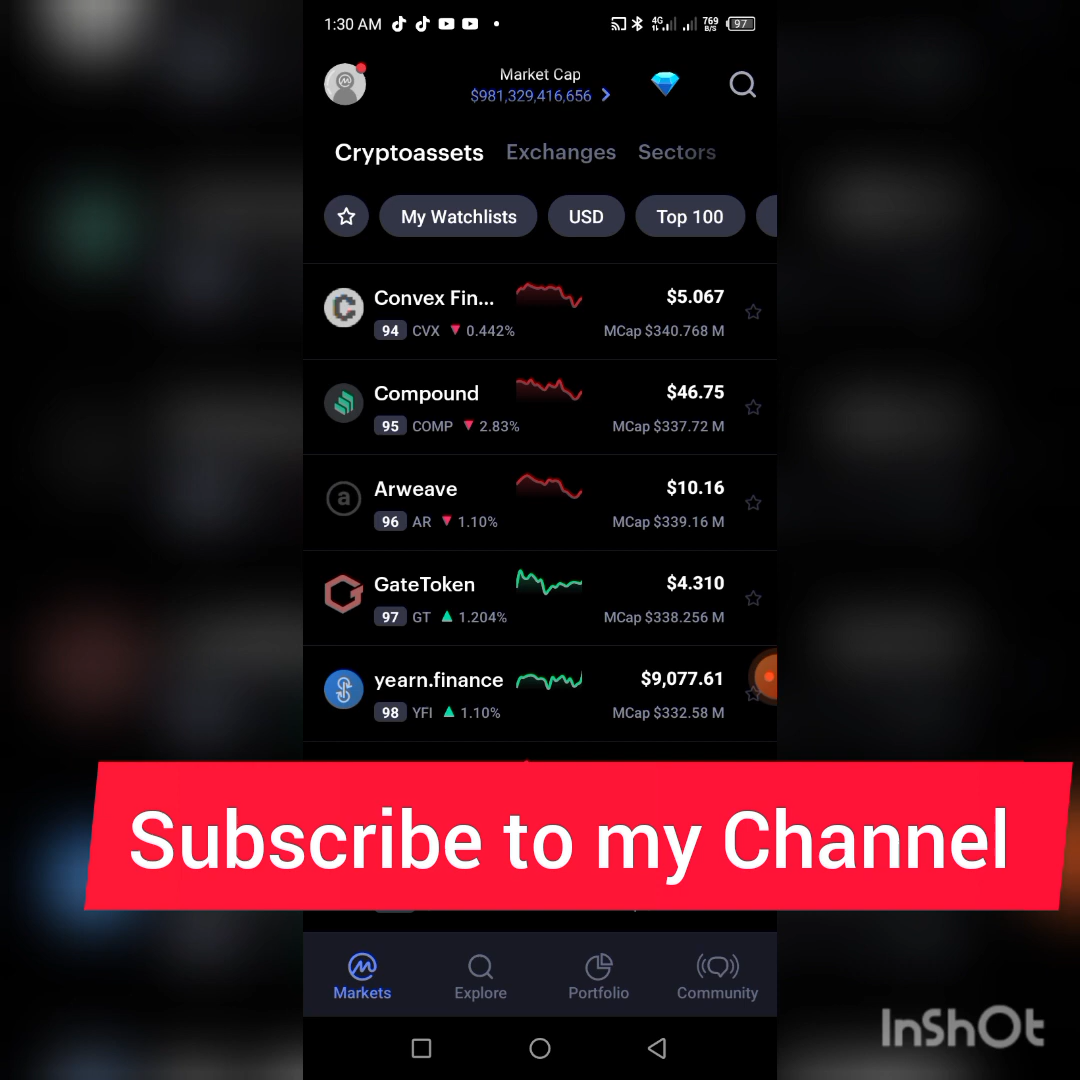 1:30 AM 4G 769 B/S 97
Market Cap
$981,329,416,656
Cryptoassets Exchanges Sectors
My Watchlists USD Top 100
Convex Fin... $5.067
94 CVX ▼ 0.442% MCap $340.768 M
Compound $46.75
95 COMP ▼ 2.83% MCap $337.72 M
a
Arweave $10.16
96 AR ▼ 1.10% MCap $339.16 M
GateToken $4.310
97 GT ▲ 1.204% MCap $338.256 M
yearn.finance $9,077.61
98 YFI ▲ 1.10% MCap $332.58 M
Subscribe to my Channel
Markets Explore Portfolio Community
InShOt